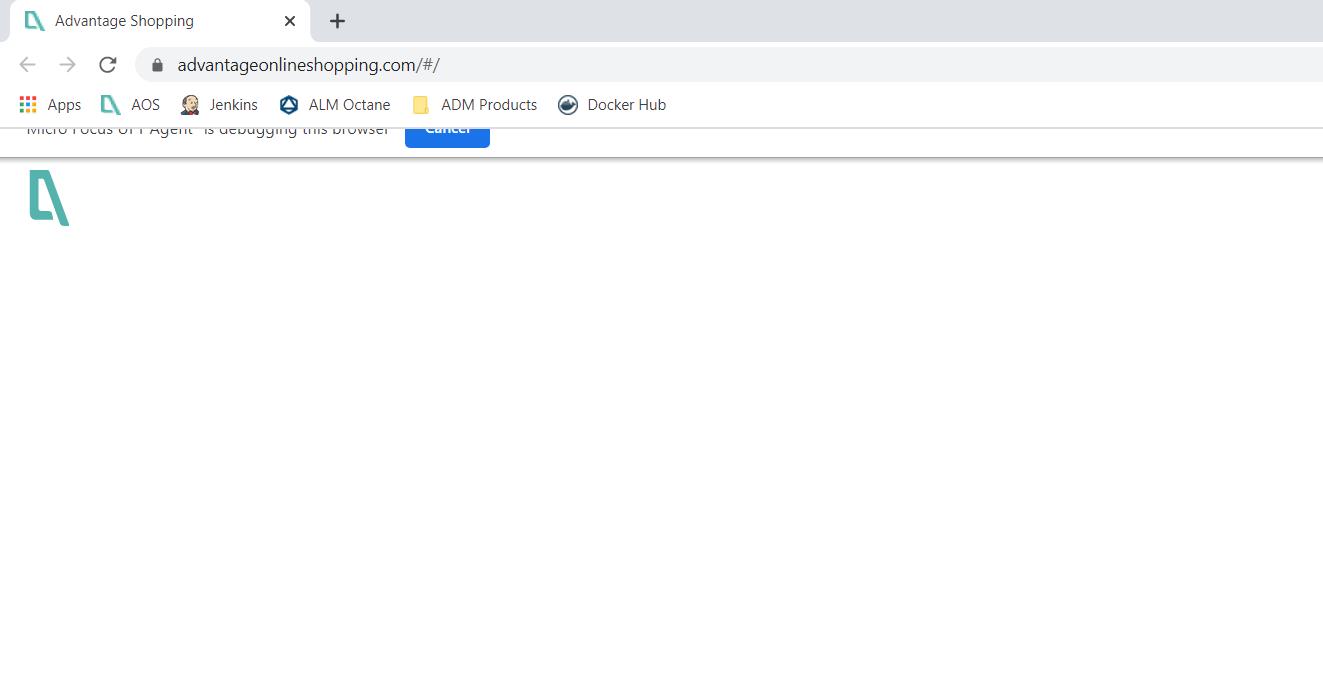 Advantage Shopping
advantageonlineshopping.com/#/
Apps AOS Jenkins ALM Octane ADM Products Docker Hub
"Micro Focus UFT Agent" is debugging this browser Cancel